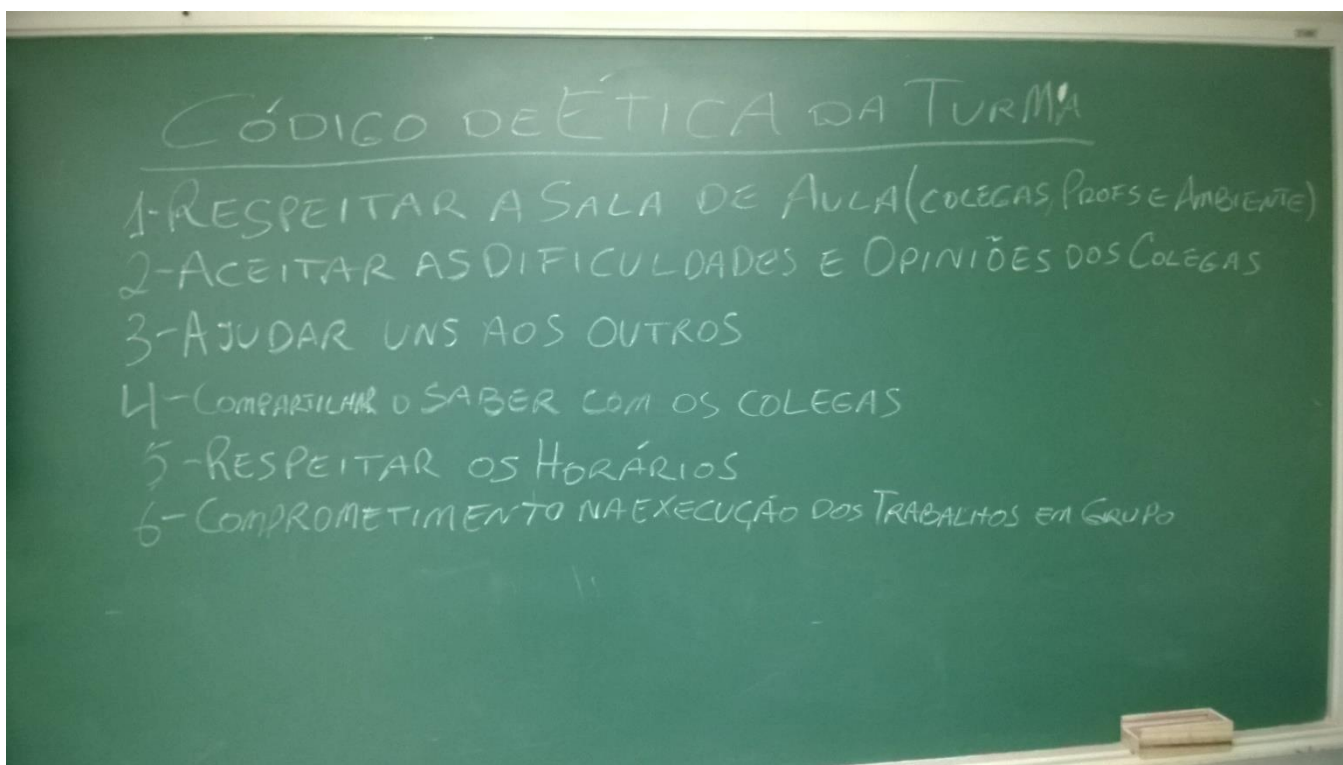 CÓDIGO DE ÉTICA DA TURMA
1-RESPEITAR A SALA DE AULA (COLEGAS, PROFS E AMBIENTE)
2-ACEITAR AS DIFICULDADES E OPINIÕES DOS COLEGAS
3-AJUDAR UNS AOS OUTROS
4-COMPARTILHAR O SABER COM OS COLEGAS
5-RESPEITAR OS HORÁRIOS
6-COMPROMETIMENTO NA EXECUÇÃO DOS TRABALHOS EM GRUPO